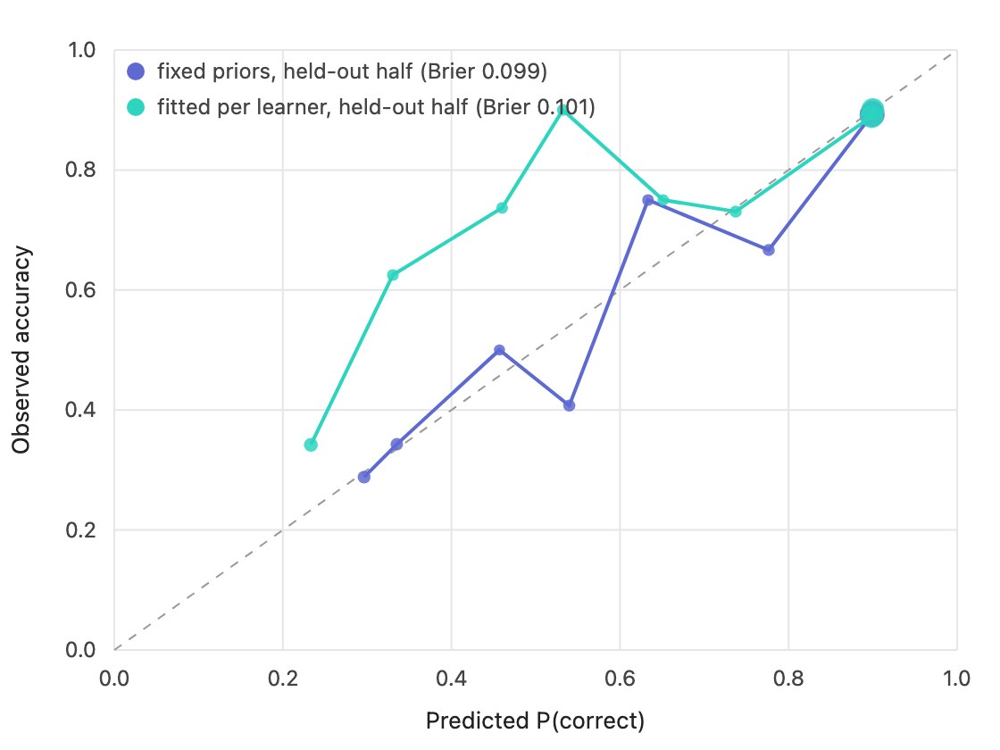 1.0
fixed priors, held-out half (Brier 0.099)
fitted per learner, held-out half (Brier 0.101)
0.8
0.6
0.4
0.2
0.0
Observed accuracy
0.0 0.2 0.4 0.6 0.8 1.0
Predicted P(correct)